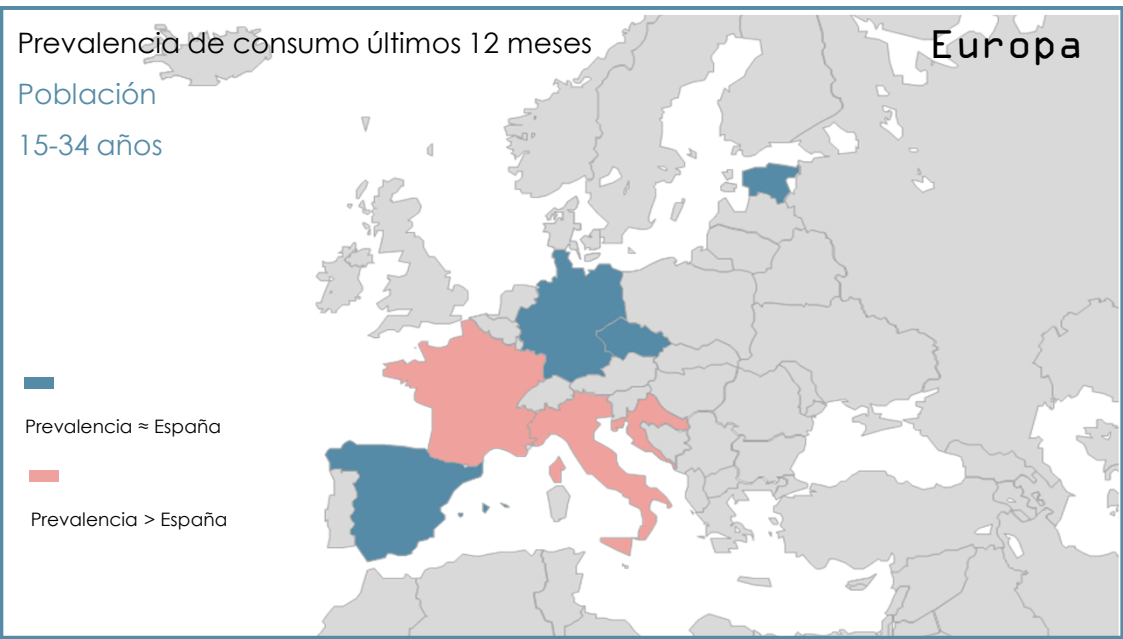 Prevalencia de consumo últimos 12 meses
Europa
Población
15-34 años
Prevalencia ≈ España
Prevalencia > España